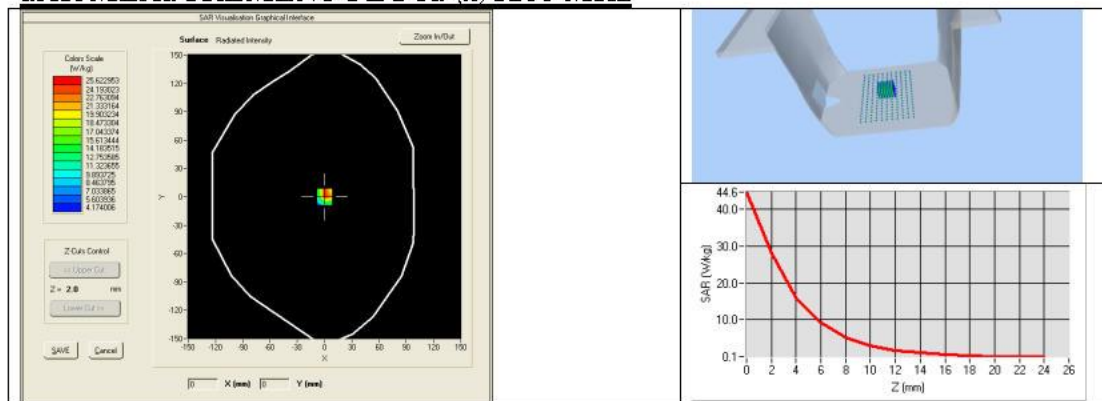 SAR Visualisation Graphical Interface
Surface Radiated Intensity
Zoom In/Out
Colors Scale
(W/kg)
25.622953
24.193023
22.763094
21.333164
19.903234
18.473304
17.043374
15.613444
14.183515
12.753585
11.323655
9.893725
8.463795
7.033865
5.603936
4.174006
Z-Cuts Control
<< Upper Cut
Z = 2.0 mm
Lower Cut >>
SAVE Cancel
150
120
90
60
30
0
-30
-60
-90
-120
-150
Y
-150 -120 -90 -60 -30 0 30 60 90 120 150
X
0 X (mm) 0 Y (mm)
44.6
40.0
30.0
20.0
10.0
0.1
SAR (W/kg)
0 2 4 6 8 10 12 14 16 18 20 22 24 26
Z (mm)